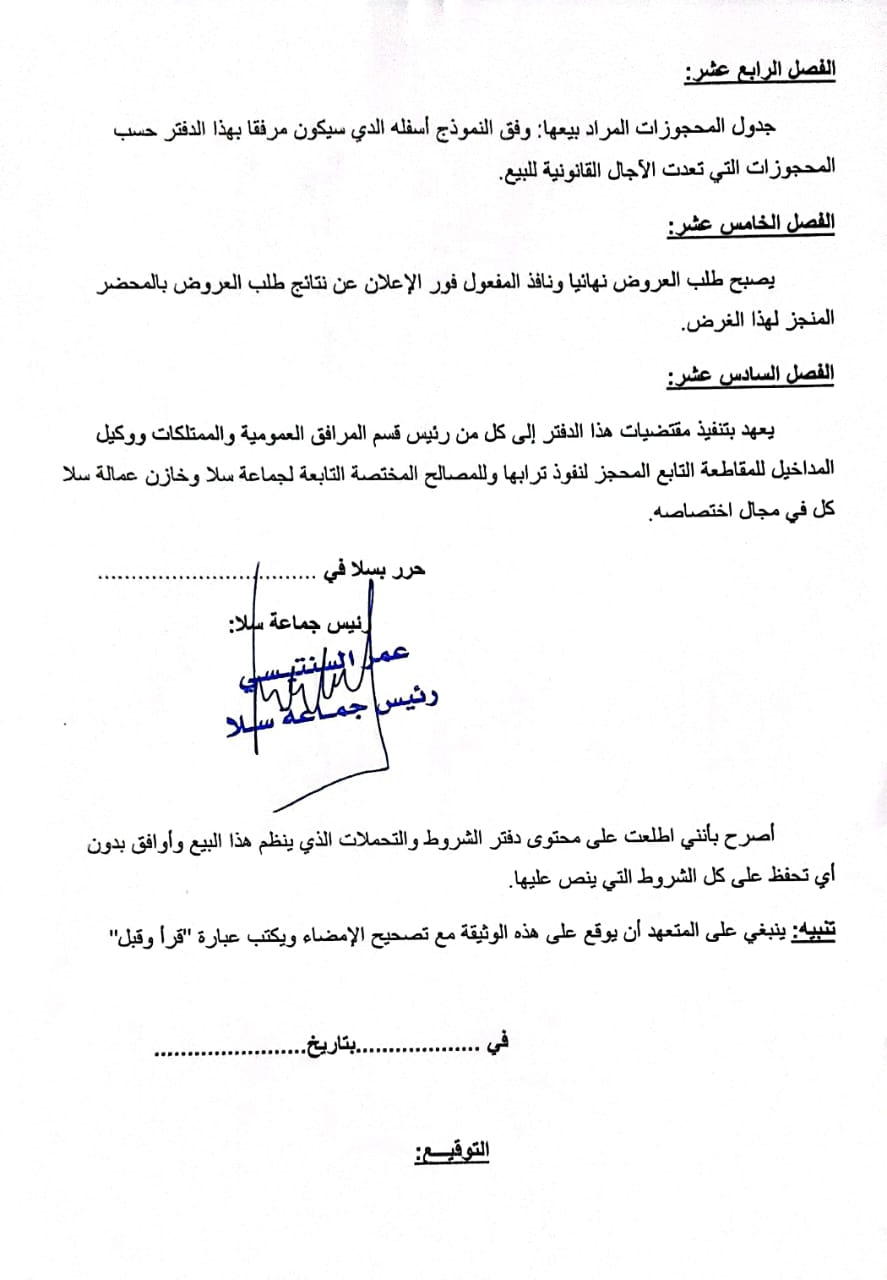 الفصل الرابع عشر:
جدول المحجوزات المراد بيعها: وفق النموذج أسفله الدي سيكون مرفقا بهذا الدفتر حسب
المحجوزات التي تعدت الآجال القانونية للبيع.
الفصل الخامس عشر:
يصبح طلب العروض نهائيا ونافذ المفعول فور الإعلان عن نتائج طلب العروض بالمحضر
المنجز لهذا الغرض.
الفصل السادس عشر:
يعهد بتنفيذ مقتضيات هذا الدفتر إلى كل من رئيس قسم المرافق العمومية والممتلكات ووكيل
المداخيل للمقاطعة التابع المحجز لنفوذ ترابها وللمصالح المختصة التابعة لجماعة سلا وخازن عمالة سلا
كل في مجال اختصاصه.
حرر بسلا في .................................
رئيس جماعة سلا:
عمر السنتيسي
رئيس جماعة سلا
أصرح بأنني اطلعت على محتوى دفتر الشروط والتحملات الذي ينظم هذا البيع وأوافق بدون
أي تحفظ على كل الشروط التي ينص عليها.
تنبيه: ينبغي على المتعهد أن يوقع على هذه الوثيقة مع تصحيح الإمضاء ويكتب عبارة "قرأ وقبل"
في ...................بتاريخ.......................
التوقيـــع: